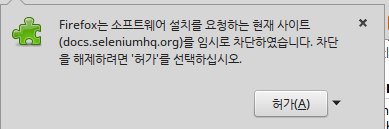 Firefox는 소프트웨어 설치를 요청하는 현재 사이트
(docs.seleniumhq.org)를 임시로 차단하였습니다. 차단
을 해제하려면 '허가'를 선택하십시오.
허가(A)